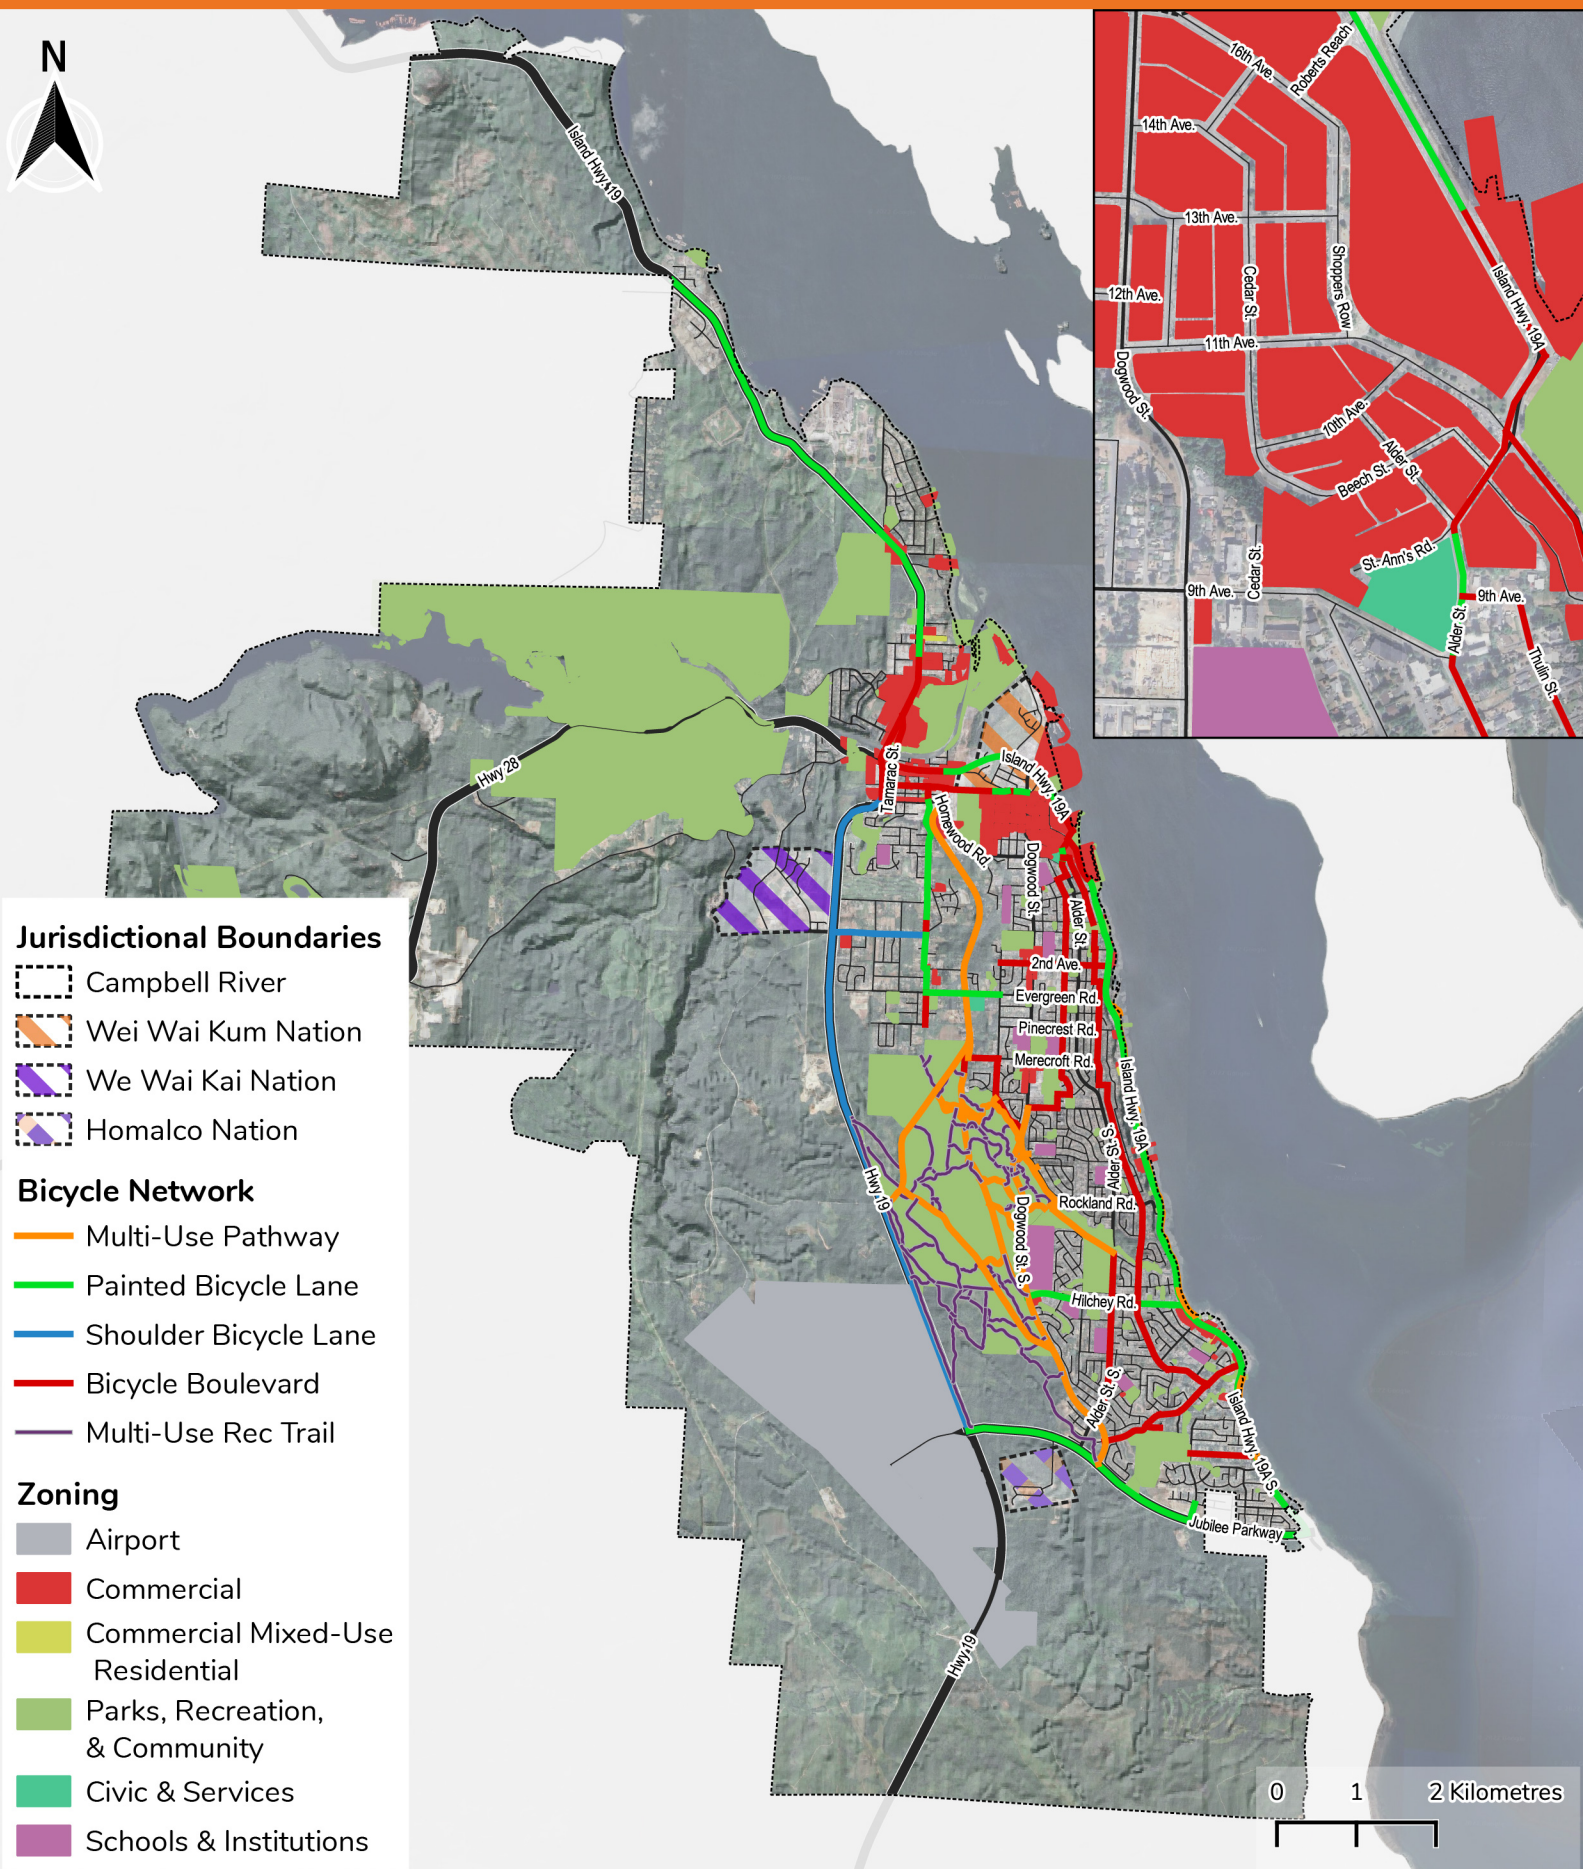 N
Island Hwy. 19
Hwy 28
Tamarac St.
Island Hwy. 19A
Homewood Rd.
Dogwood St.
Alder St.
2nd Ave.
Evergreen Rd.
Pinecrest Rd.
Merecroft Rd.
Island Hwy. 19A
S. Alder St.
Hwy 19
Rockland Rd.
Dogwood St. S.
Hilchey Rd.
Alder St. S.
Island Hwy. 19A S.
Jubilee Parkway
Hwy 19
16th Ave.
Roberts Reach
14th Ave.
13th Ave.
12th Ave.
Cedar St.
Shoppers Row
Island Hwy. 19A
11th Ave.
Dogwood St.
10th Ave.
Alder St.
Beech St.
St. Ann's Rd.
Cedar St.
9th Ave.
9th Ave.
Alder St.
Thulin St.
Jurisdictional Boundaries
Campbell River
Wei Wai Kum Nation
We Wai Kai Nation
Homalco Nation
Bicycle Network
Multi-Use Pathway
Painted Bicycle Lane
Shoulder Bicycle Lane
Bicycle Boulevard
Multi-Use Rec Trail
Zoning
Airport
Commercial
Commercial Mixed-Use
Residential
Parks, Recreation,
& Community
Civic & Services
Schools & Institutions
0 1 2 Kilometres